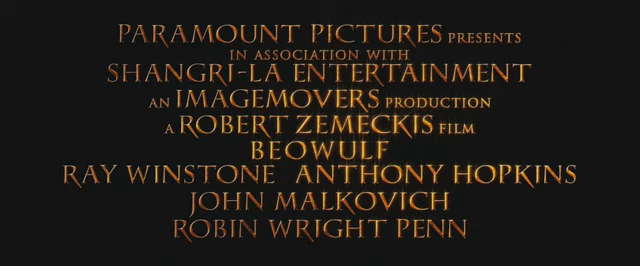 PARAMOUNT PICTURES PRESENTS
IN ASSOCIATION WITH
SHANGRI-LA ENTERTAINMENT
AN IMAGEMOVERS PRODUCTION
A ROBERT ZEMECKIS FILM
BEOWULF
RAY WINSTONE ANTHONY HOPKINS
JOHN MALKOVICH
ROBIN WRIGHT PENN